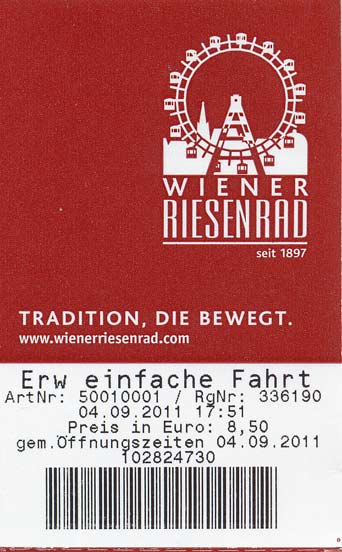 WIENER
RIESENRAD
seit 1897
TRADITION, DIE BEWEGT.
www.wienerriesenrad.com
Erw einfache Fahrt
ArtNr: 50010001 / RgNr: 336190
04.09.2011 17:51
Preis in Euro: 8,50
gem.Öffnungszeiten 04.09.2011
102824730